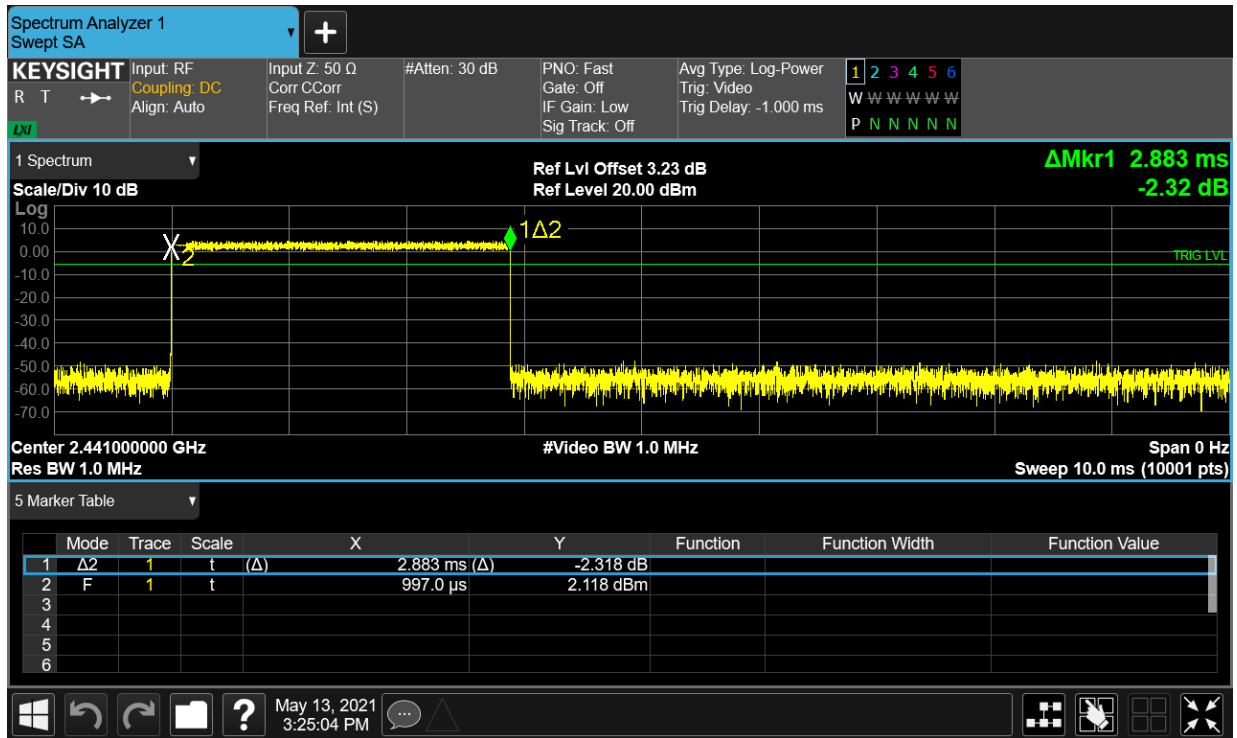 Spectrum Analyzer 1
Swept SA
▼
+
KEYSIGHT Input: RF Input Z: 50 Ω #Atten: 30 dB PNO: Fast Avg Type: Log-Power 1 2 3 4 5 6
R T Coupling: DC Corr CCorr Gate: Off Trig: Video W W W W W W
Align: Auto Freq Ref: Int (S) IF Gain: Low Trig Delay: -1.000 ms
LXI Sig Track: Off P N N N N N
1 Spectrum ▼ Ref Lvl Offset 3.23 dB ΔMkr1 2.883 ms
Scale/Div 10 dB Ref Level 20.00 dBm -2.32 dB
Log
10.0
0.00
-10.0
-20.0
-30.0
-40.0
-50.0
-60.0
-70.0
X
2
1Δ2
TRIG LVL
Center 2.441000000 GHz #Video BW 1.0 MHz Span 0 Hz
Res BW 1.0 MHz Sweep 10.0 ms (10001 pts)
5 Marker Table ▼
Mode Trace Scale X Y Function Function Width Function Value
1 Δ2 1 t (Δ) 2.883 ms (Δ) -2.318 dB
2 F 1 t 997.0 µs 2.118 dBm
3
4
5
6
? May 13, 2021
3:25:04 PM